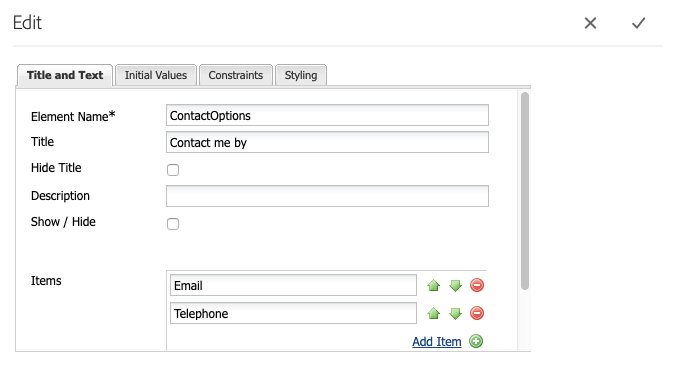 Edit
Title and Text Initial Values Constraints Styling
Element Name* ContactOptions
Title Contact me by
Hide Title
Description
Show / Hide
Items Email
Telephone
Add Item